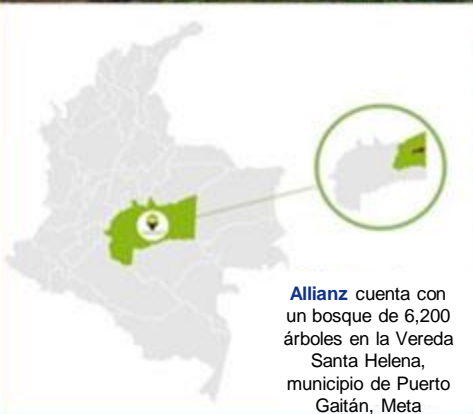 Allianz cuenta con
un bosque de 6,200
árboles en la Vereda
Santa Helena,
municipio de Puerto
Gaitán, Meta